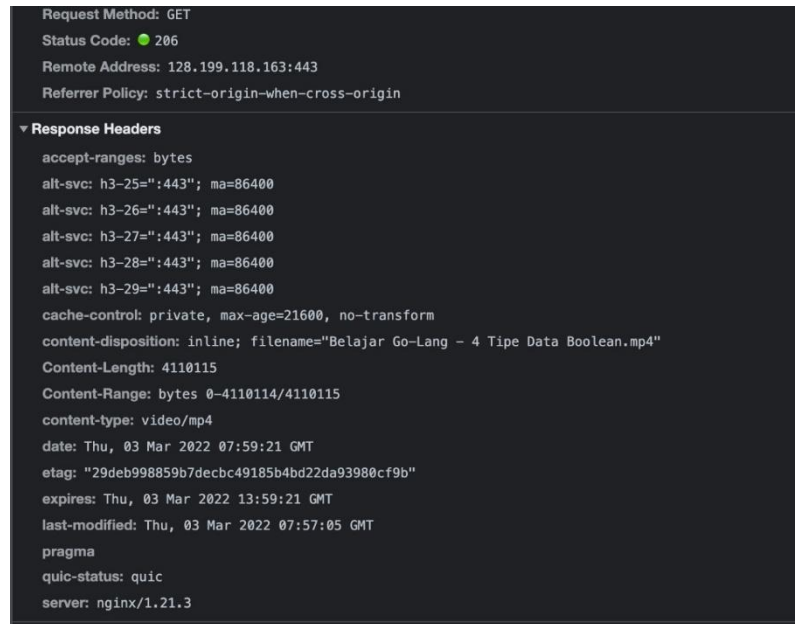 Request Method: GET
Status Code: 206
Remote Address: 128.199.118.163:443
Referrer Policy: strict-origin-when-cross-origin
Response Headers
accept-ranges: bytes
alt-svc: h3-25=":443"; ma=86400
alt-svc: h3-26=":443"; ma=86400
alt-svc: h3-27=":443"; ma=86400
alt-svc: h3-28=":443"; ma=86400
alt-svc: h3-29=":443"; ma=86400
cache-control: private, max-age=21600, no-transform
content-disposition: inline; filename="Belajar Go-Lang - 4 Tipe Data Boolean.mp4"
Content-Length: 4110115
Content-Range: bytes 0-4110114/4110115
content-type: video/mp4
date: Thu, 03 Mar 2022 07:59:21 GMT
etag: "29deb998859b7decbc49185b4bd22da93980cf9b"
expires: Thu, 03 Mar 2022 13:59:21 GMT
last-modified: Thu, 03 Mar 2022 07:57:05 GMT
pragma
quic-status: quic
server: nginx/1.21.3